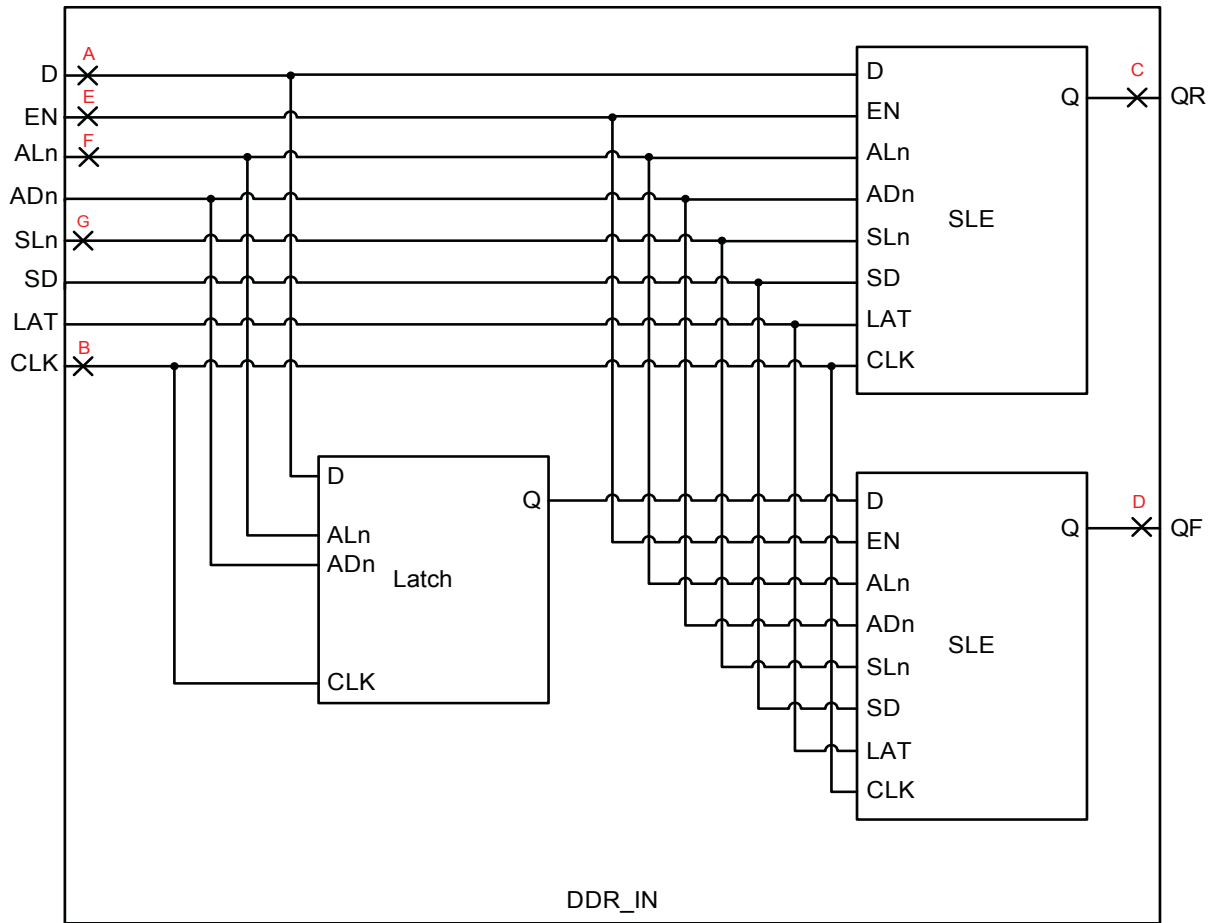 A
D
E
EN
F
ALn
ADn
G
SLn
SD
LAT
B
CLK
D
EN
ALn
ADn
SLn
SD
LAT
CLK
SLE
Q
C
QR
D
ALn
ADn
CLK
Latch
Q
D
EN
ALn
ADn
SLn
SD
LAT
CLK
SLE
Q
D
QF
DDR_IN